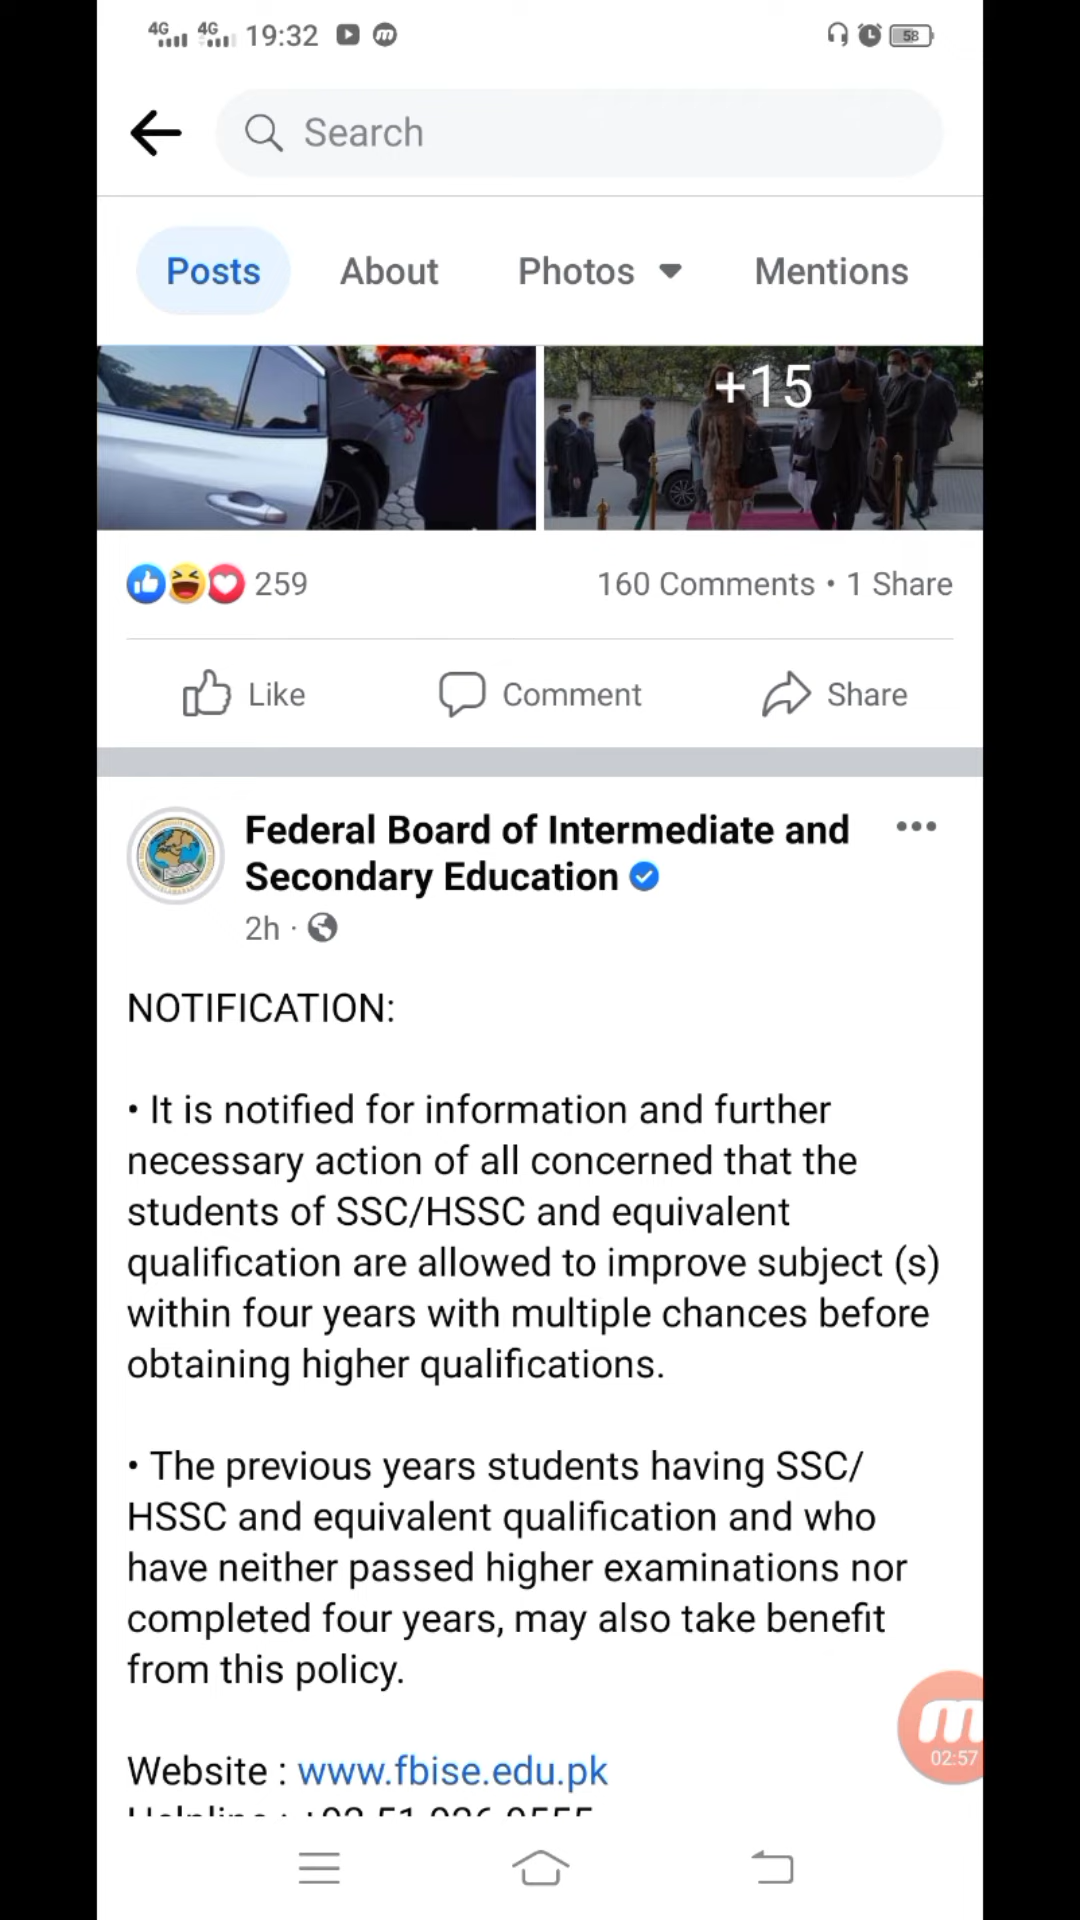 4G 4G 19:32 58
Search
Posts About Photos Mentions
+15
259 160 Comments • 1 Share
Like Comment Share
Federal Board of Intermediate and
Secondary Education
2h ·
NOTIFICATION:
• It is notified for information and further
necessary action of all concerned that the
students of SSC/HSSC and equivalent
qualification are allowed to improve subject (s)
within four years with multiple chances before
obtaining higher qualifications.
• The previous years students having SSC/
HSSC and equivalent qualification and who
have neither passed higher examinations nor
completed four years, may also take benefit
from this policy.
02:57
Website : www.fbise.edu.pk